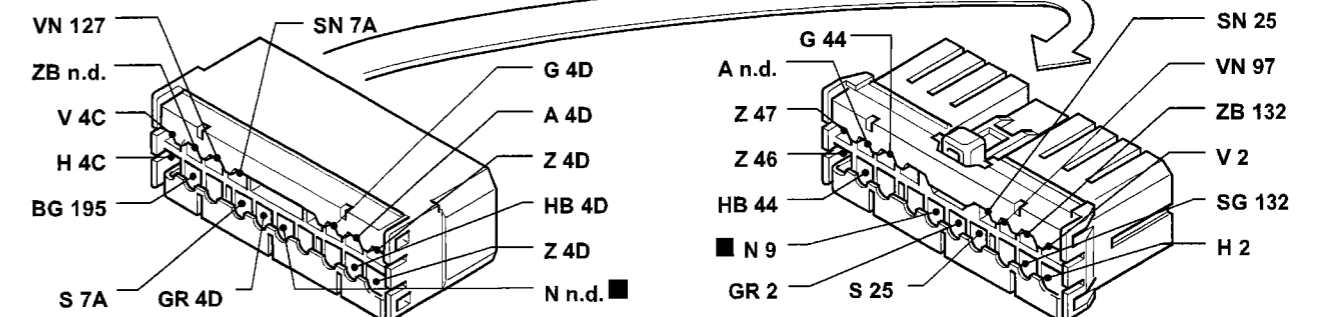 VN 127
SN 7A
ZB n.d.
V 4C
H 4C
BG 195
S 7A
GR 4D
G 4D
A 4D
Z 4D
HB 4D
Z 4D
N n.d. ■
G 44
A n.d.
Z 47
Z 46
HB 44
■ N 9
GR 2
S 25
SN 25
VN 97
ZB 132
V 2
SG 132
H 2